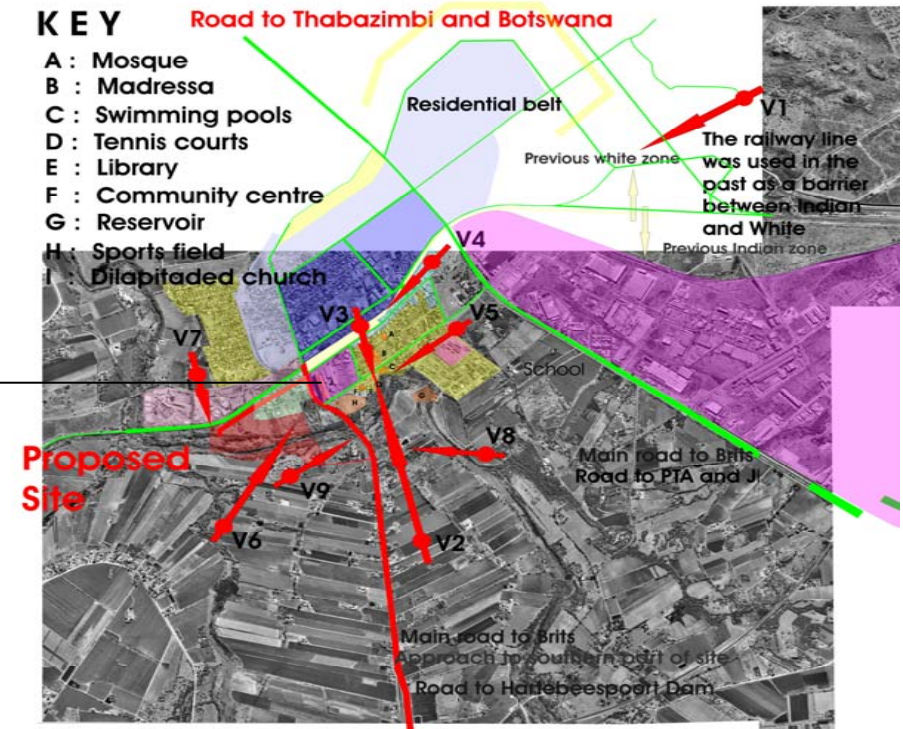 KEY
A : Mosque
B : Madressa
C : Swimming pools
D : Tennis courts
E : Library
F : Community centre
G : Reservoir
H : Sports field
I : Dilapitaded church
Road to Thabazimbi and Botswana
Residential belt
V1
Previous white zone
The railway line
was used in the
past as a barrier
between Indian
and White
Previous Indian zone
V4
V3
V5
V7
A
B
C
D
F
H
G
School
V8
Main road to Brits
Road to PTA and J
Proposed
Site
V9
V6
V2
Main road to Brits
Approach to southern part of site
Road to Hartebeespoort Dam